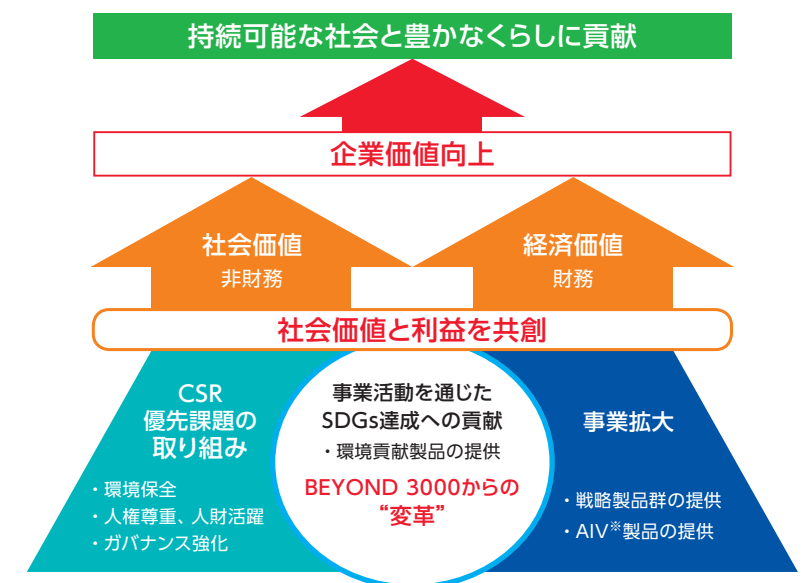 持続可能な社会と豊かなくらしに貢献
企業価値向上
社会価値
非財務
経済価値
財務
社会価値と利益を共創
CSR
優先課題の
取り組み
・環境保全
・人権尊重、人財活躍
・ガバナンス強化
事業活動を通じた
SDGs達成への貢献
・環境貢献製品の提供
BEYOND 3000からの
“変革”
事業拡大
・戦略製品群の提供
・AIV※製品の提供